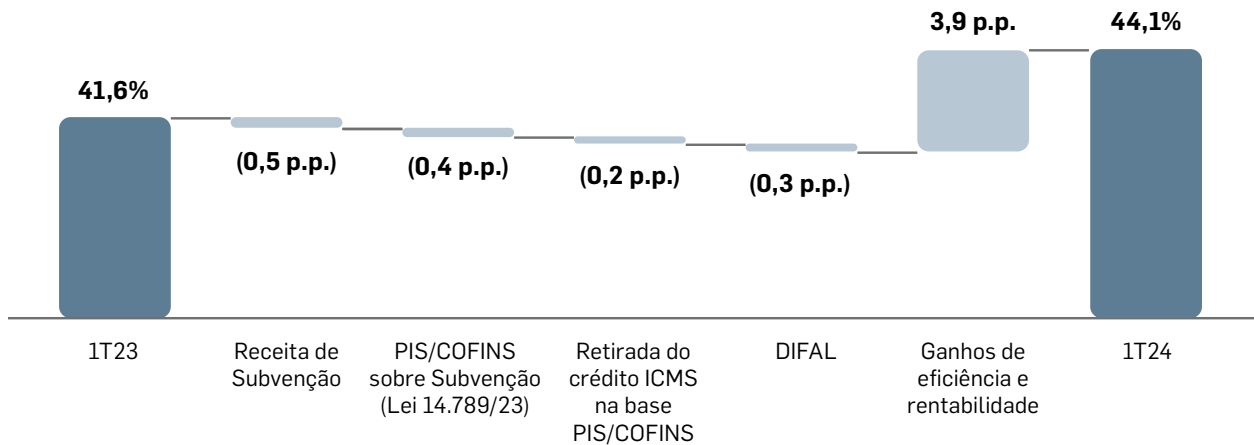 3,9 p.p.
44,1%
41,6%
(0,5 p.p.)
(0,4 p.p.)
(0,2 p.p.)
(0,3 p.p.)
1T23
Receita de
Subvenção
PIS/COFINS
sobre Subvenção
(Lei 14.789/23)
Retirada do
crédito ICMS
na base
PIS/COFINS
DIFAL
Ganhos de
eficiência e
rentabilidade
1T24